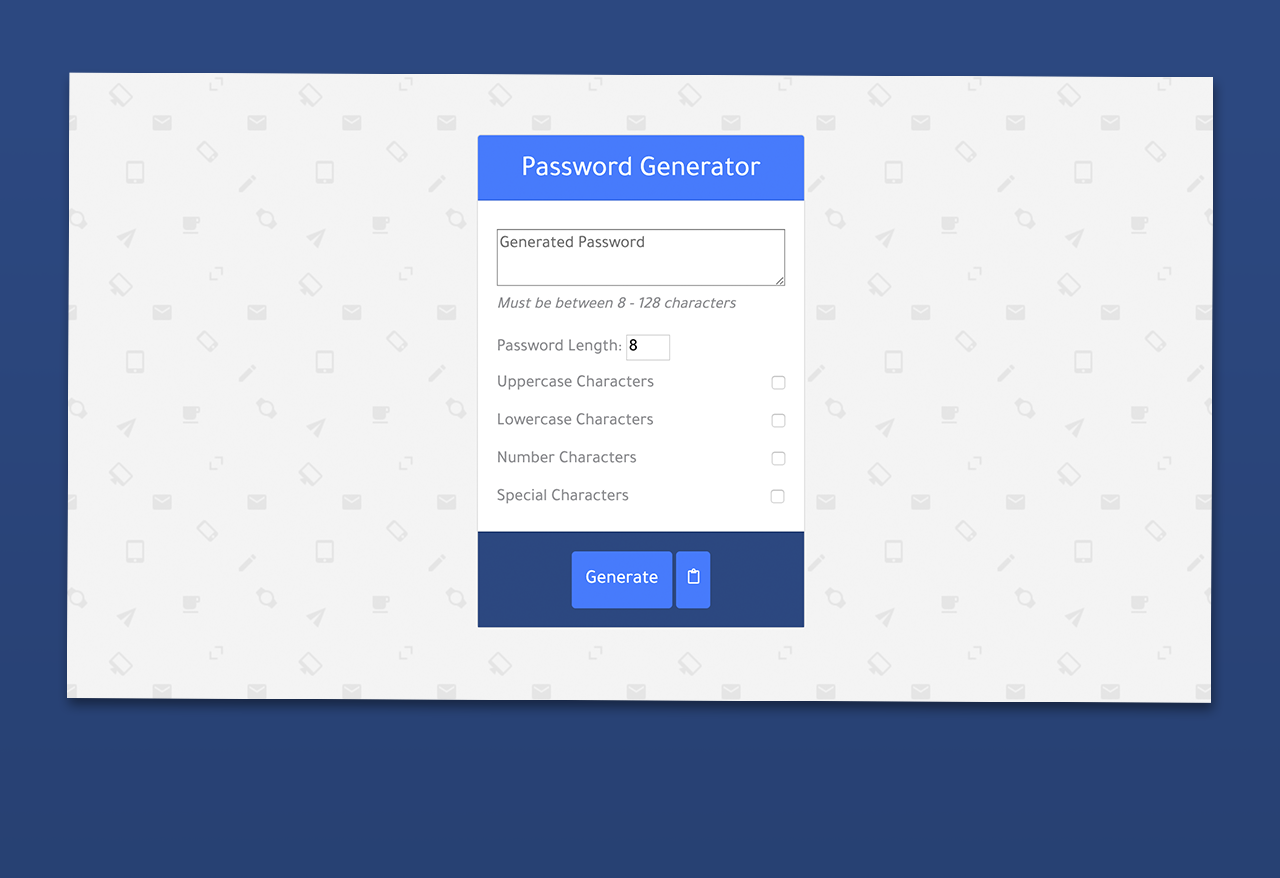 Password Generator
Generated Password
Must be between 8 - 128 characters
Password Length: 8
Uppercase Characters
Lowercase Characters
Number Characters
Special Characters
Generate